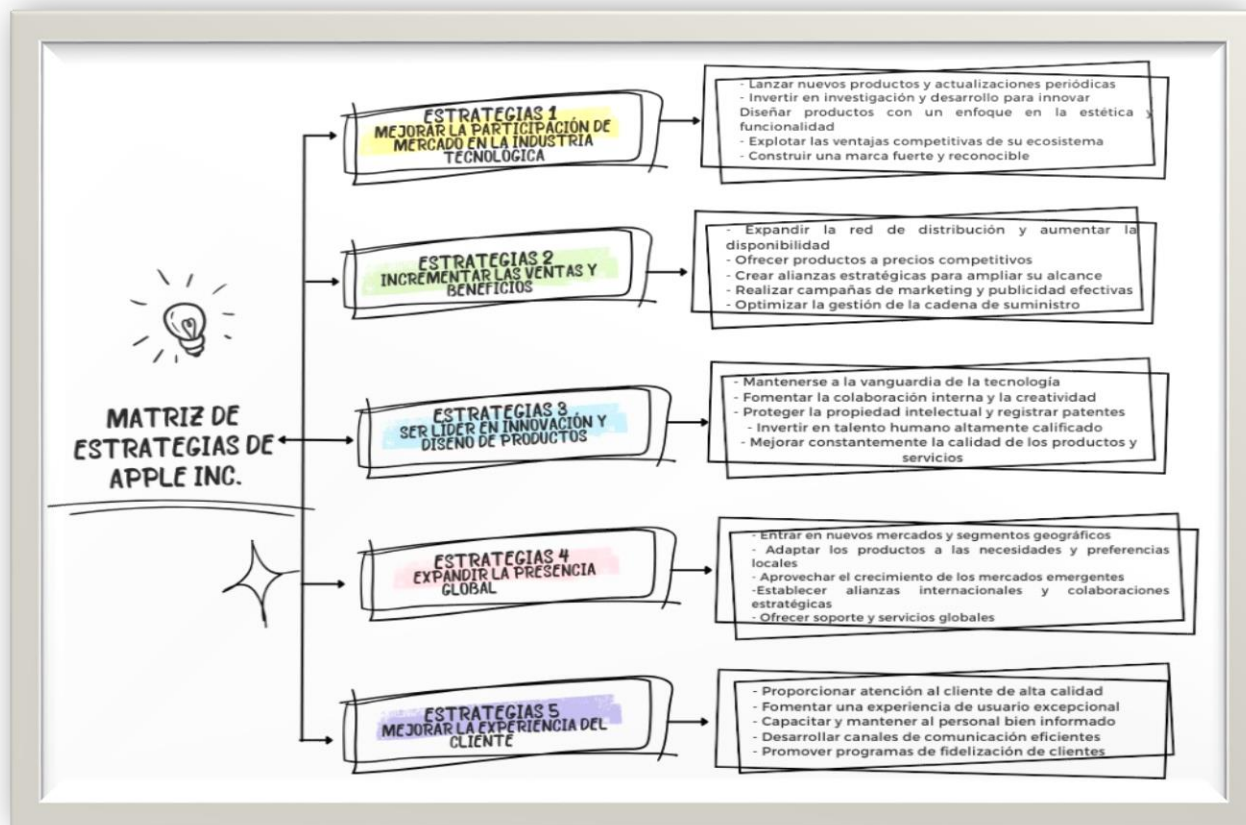 MATRIZ DE
ESTRATEGIAS DE
APPLE INC.
ESTRATEGIAS 1
MEJORAR LA PARTICIPACIÓN DE
MERCADO EN LA INDUSTRIA
TECNOLÓGICA
- Lanzar nuevos productos y actualizaciones periódicas
- Invertir en investigación y desarrollo para innovar
Diseñar productos con un enfoque en la estética y
funcionalidad
- Explotar las ventajas competitivas de su ecosistema
- Construir una marca fuerte y reconocible
ESTRATEGIAS 2
INCREMENTAR LAS VENTAS Y
BENEFICIOS
- Expandir la red de distribución y aumentar la
disponibilidad
- Ofrecer productos a precios competitivos
- Crear alianzas estratégicas para ampliar su alcance
- Realizar campañas de marketing y publicidad efectivas
- Optimizar la gestión de la cadena de suministro
ESTRATEGIAS 3
SER LÍDER EN INNOVACIÓN Y
DISEÑO DE PRODUCTOS
- Mantenerse a la vanguardia de la tecnología
- Fomentar la colaboración interna y la creatividad
- Proteger la propiedad intelectual y registrar patentes
- Invertir en talento humano altamente calificado
- Mejorar constantemente la calidad de los productos y
servicios
ESTRATEGIAS 4
EXPANDIR LA PRESENCIA
GLOBAL
- Entrar en nuevos mercados y segmentos geográficos
- Adaptar los productos a las necesidades y preferencias
locales
- Aprovechar el crecimiento de los mercados emergentes
-Establecer alianzas internacionales y colaboraciones
estratégicas
- Ofrecer soporte y servicios globales
ESTRATEGIAS 5
MEJORAR LA EXPERIENCIA DEL
CLIENTE
- Proporcionar atención al cliente de alta calidad
- Fomentar una experiencia de usuario excepcional
- Capacitar y mantener al personal bien informado
- Desarrollar canales de comunicación eficientes
- Promover programas de fidelización de clientes